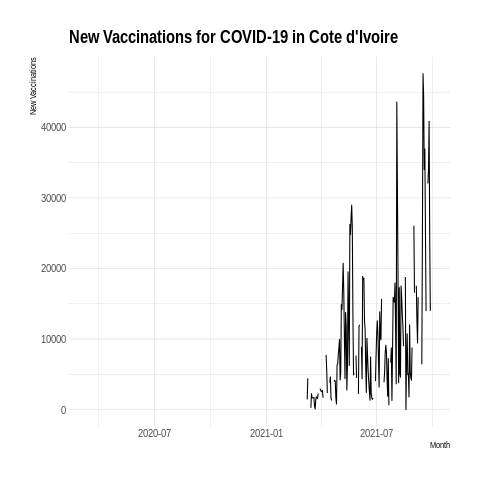 New Vaccinations for COVID-19 in Cote d'Ivoire
New Vaccinations
40000
30000
20000
10000
0
2020-07
2021-01
2021-07
Month